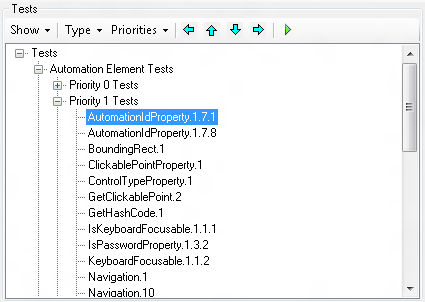 Tests
Show Type Priorities
Tests
Automation Element Tests
Priority 0 Tests
Priority 1 Tests
AutomationIdProperty.1.7.1
AutomationIdProperty.1.7.8
BoundingRect.1
ClickablePointProperty.1
ControlTypeProperty.1
GetClickablePoint.2
GetHashCode.1
IsKeyboardFocusable.1.1.1
IsPasswordProperty.1.3.2
KeyboardFocusable.1.1.2
Navigation.1
Navigation.10